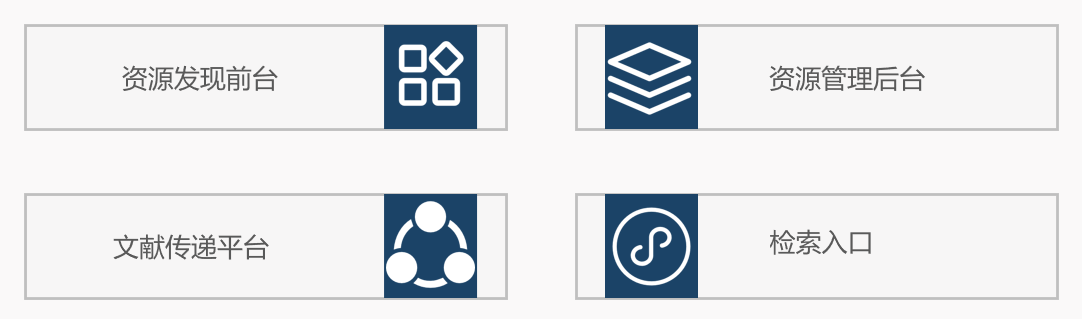 资源发现前台
资源管理后台
文献传递平台
检索入口